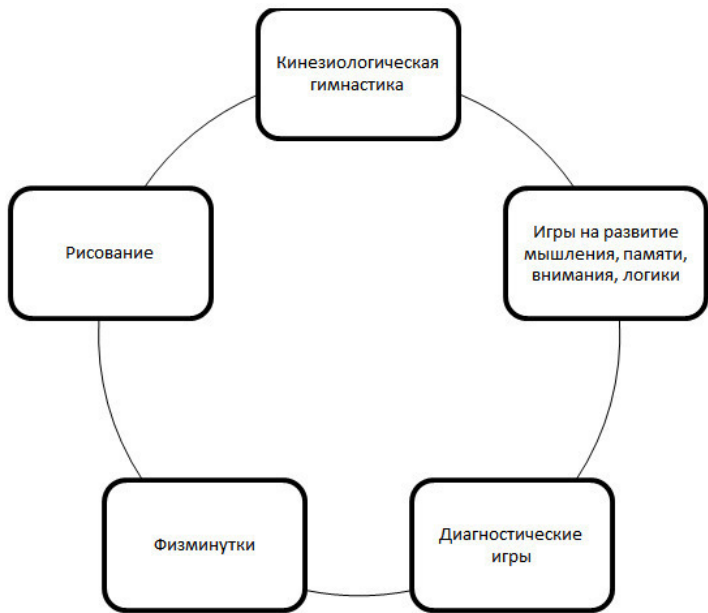 Кинезиологическая
гимнастика
Игры на развитие
мышления, памяти,
внимания, логики
Диагностические
игры
Физминутки
Рисование